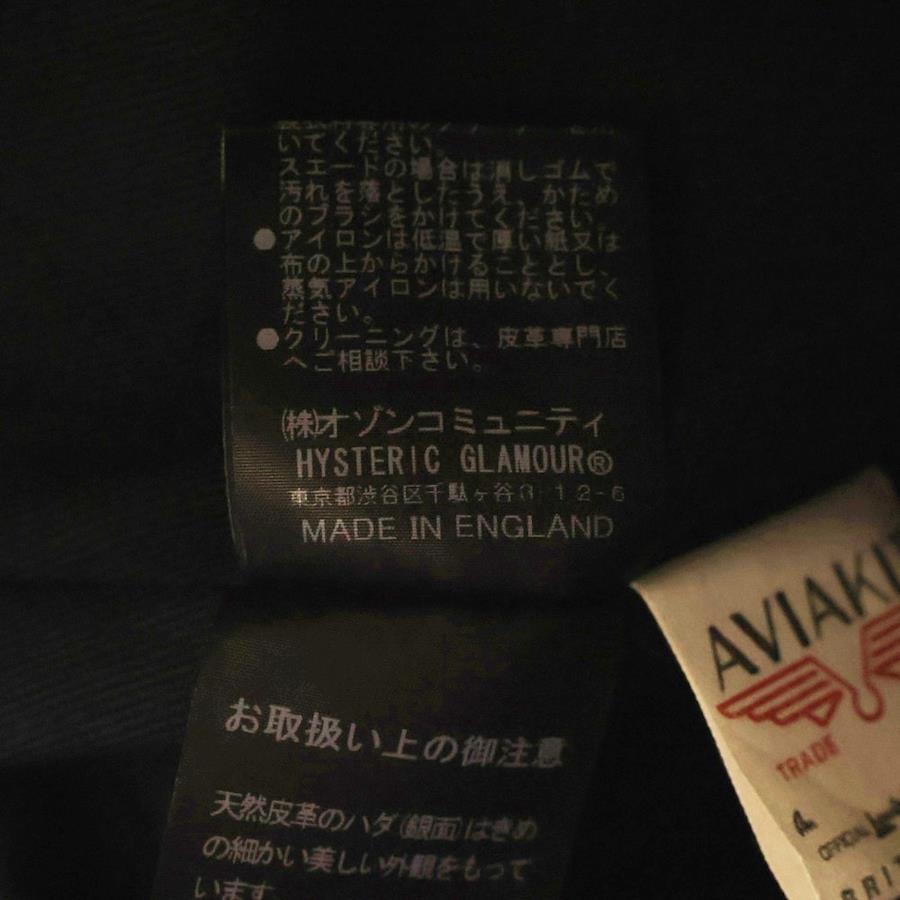 いてください。
スエードの場合は消しゴムで
汚れを落としたうえ、かため
のブラシをかけてください。
●アイロンは低温で厚い紙又は
布の上からかけることとし、
蒸気アイロンは用いないでく
ださい。
●クリーニングは、皮革専門店
へご相談下さい。
㈱オゾンコミュニティ
HYSTERIC GLAMOUR®
東京都渋谷区千駄ヶ谷3-12-6
MADE IN ENGLAND
お取扱い上の御注意
天然皮革のハダ(銀面)はきめ
の細かい美しい外観をもって
います
AVIAKIT
TRADE
OFFICIAL
BRIT